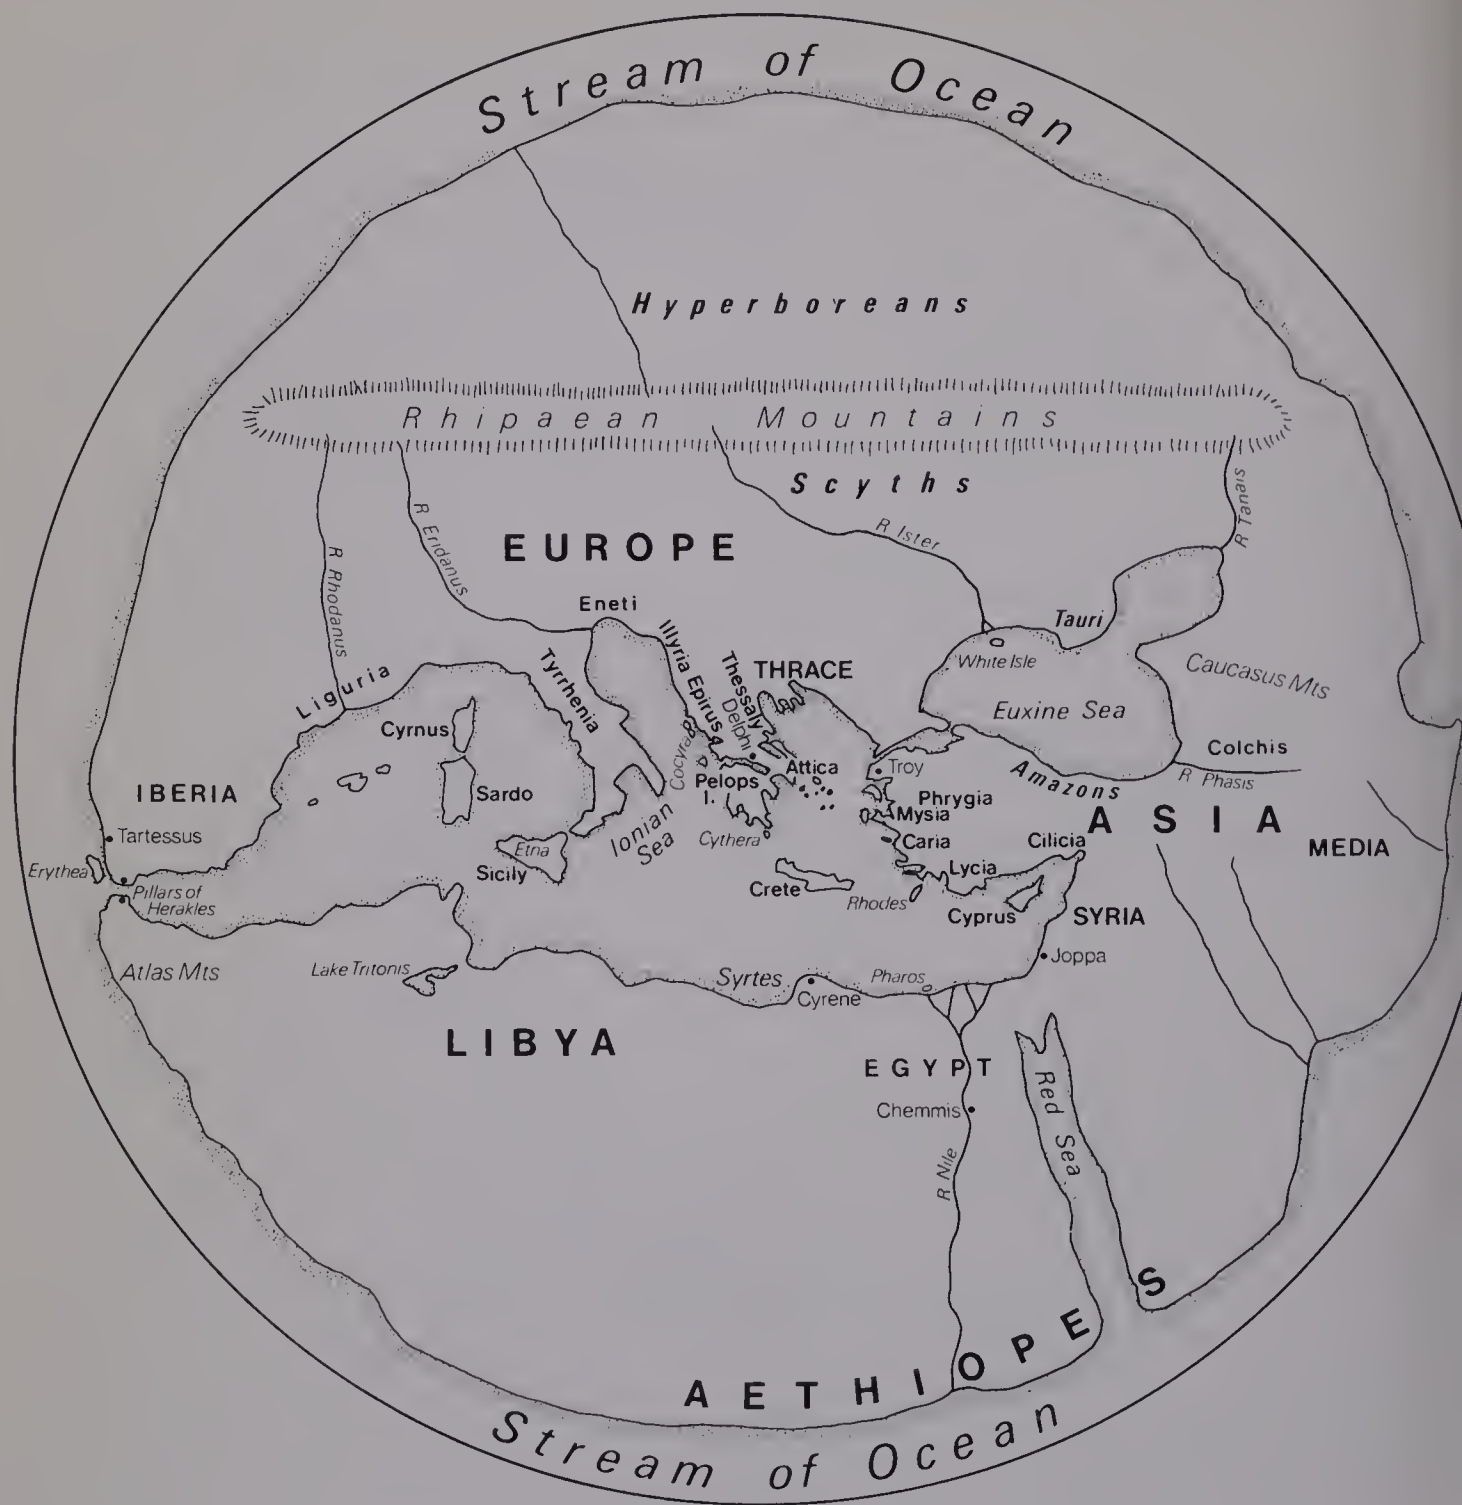 Stream of Ocean
Hyperboreans
Rhipaean Mountains
Scyths
R Tanais
R Ister
R Eridanus
EUROPE
R Rhodanus
Eneti
Tauri
Illyria
Epirus
Thessaly
Delphi
THRACE
White Isle
Caucasus Mts
Liguria
Tyrrhenia
Cyrnus
Euxine Sea
Colchis
R Phasis
Cocyra
Attica
Troy
Amazons
Pelops
I.
IBERIA
Sardo
Phrygia
Mysia
ASIA
MEDIA
Tartessus
Ionian
Sea
Cythera
Caria
Cilicia
Etna
Sicily
Erythea
Lycia
Crete
Rhodes
Pillars of
Herakles
Cyprus
SYRIA
Joppa
Atlas Mts
Lake Tritonis
Syrtes
Pharos
Cyrene
LIBYA
EGYPT
Red Sea
Chemmis
R Nile
AETHIOPES
Stream of Ocean